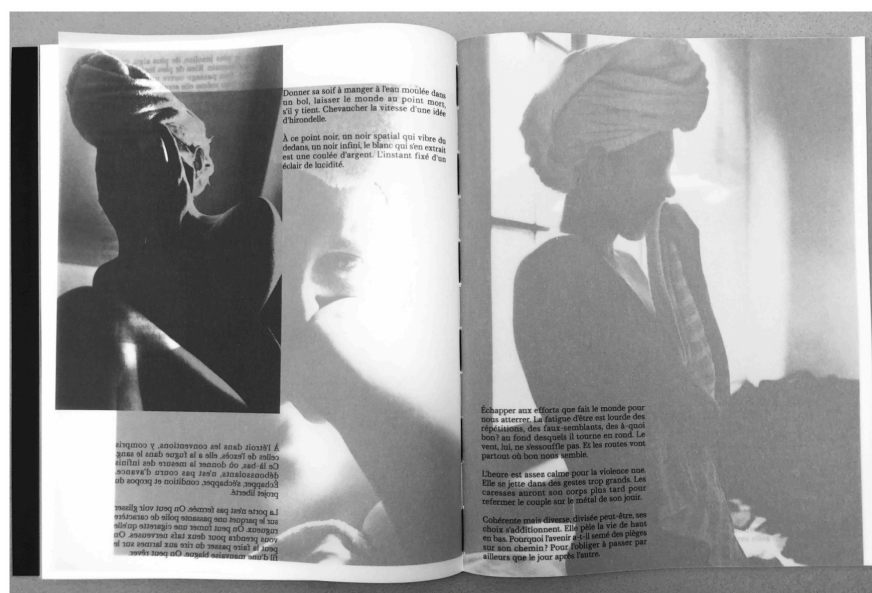 Donner sa soif à manger à l'eau moulée dans
un bol, laisser le monde au point mort,
s'il y tient. Chevaucher la vitesse d'une idée
d'hirondelle.
À ce point noir, un noir spatial qui vibre du
dedans, un noir infini, le blanc qui s'en extrait
est une coulée d'argent. L'instant fixé d'un
éclair de lucidité.
À l'étroit dans les conventions, y compris
celles de l'excès, elle a la fugue dans le sang.
Ce là-bas, où donner la mesure des infinis
déboussolants, n'est pas couru d'avance.
Échapper, s'échapper, condition et propos du
projet liberté.
La porte n'est pas fermée. On peut voir glisser
sur le parquet une passante polie de caractère
rugueux. On peut fumer une cigarette qu'elle
vous prendra pour deux nerveuses. On
peut la faire passer du rire aux larmes sur le
fil d'une mauvaise blague. On peut rêver.
Échapper aux efforts que fait le monde pour
nous atterrer. La fatigue d'être est lourde des
répétitions, des faux-semblants, des à-quoi
bon? au fond desquels il tourne en rond. Le
vent, lui, ne s'essouffle pas. Et les routes vont
partout où bon nous semble.
L'heure est assez calme pour la violence nue.
Elle se jette dans des gestes trop grands. Les
caresses auront son corps plus tard pour
refermer le couple sur le métal de son jouir.
Cohérente mais diverse, divisée peut-être, ses
choix s'additionnent. Elle pèle la vie de haut
en bas. Pourquoi l'avenir a-t-il semé des pièges
sur son chemin? Pour l'obliger à passer par
ailleurs que le jour après l'autre.